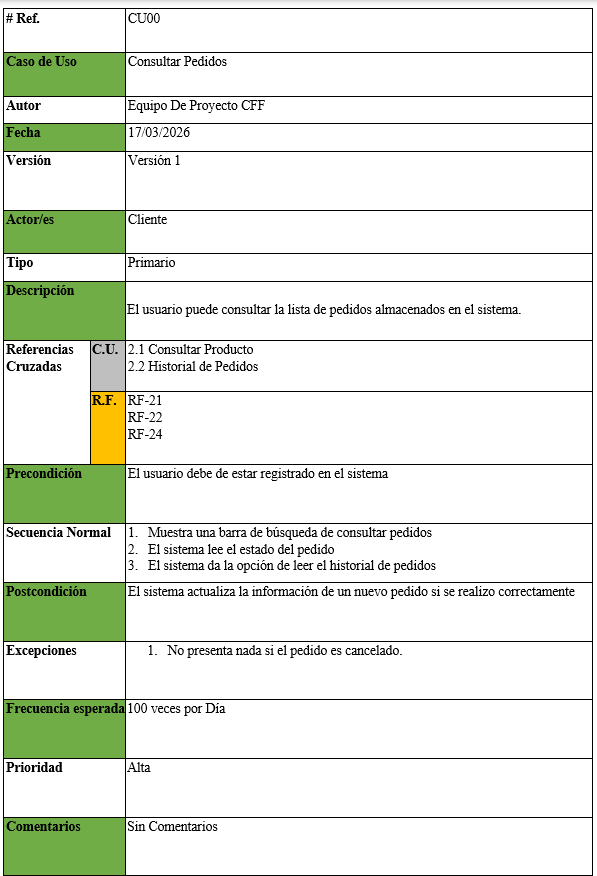 # Ref. CU00
Caso de Uso Consultar Pedidos
Autor Equipo De Proyecto CFF
Fecha 17/03/2026
Versión Versión 1
Actor/es Cliente
Tipo Primario
Descripción
El usuario puede consultar la lista de pedidos almacenados en el sistema.
Referencias C.U. 2.1 Consultar Producto
Cruzadas 2.2 Historial de Pedidos
R.F. RF-21
RF-22
RF-24
Precondición El usuario debe de estar registrado en el sistema
Secuencia Normal 1. Muestra una barra de búsqueda de consultar pedidos
2. El sistema lee el estado del pedido
3. El sistema da la opción de leer el historial de pedidos
Postcondición El sistema actualiza la información de un nuevo pedido si se realizo correctamente
Excepciones 1. No presenta nada si el pedido es cancelado.
Frecuencia esperada 100 veces por Día
Prioridad Alta
Comentarios Sin Comentarios